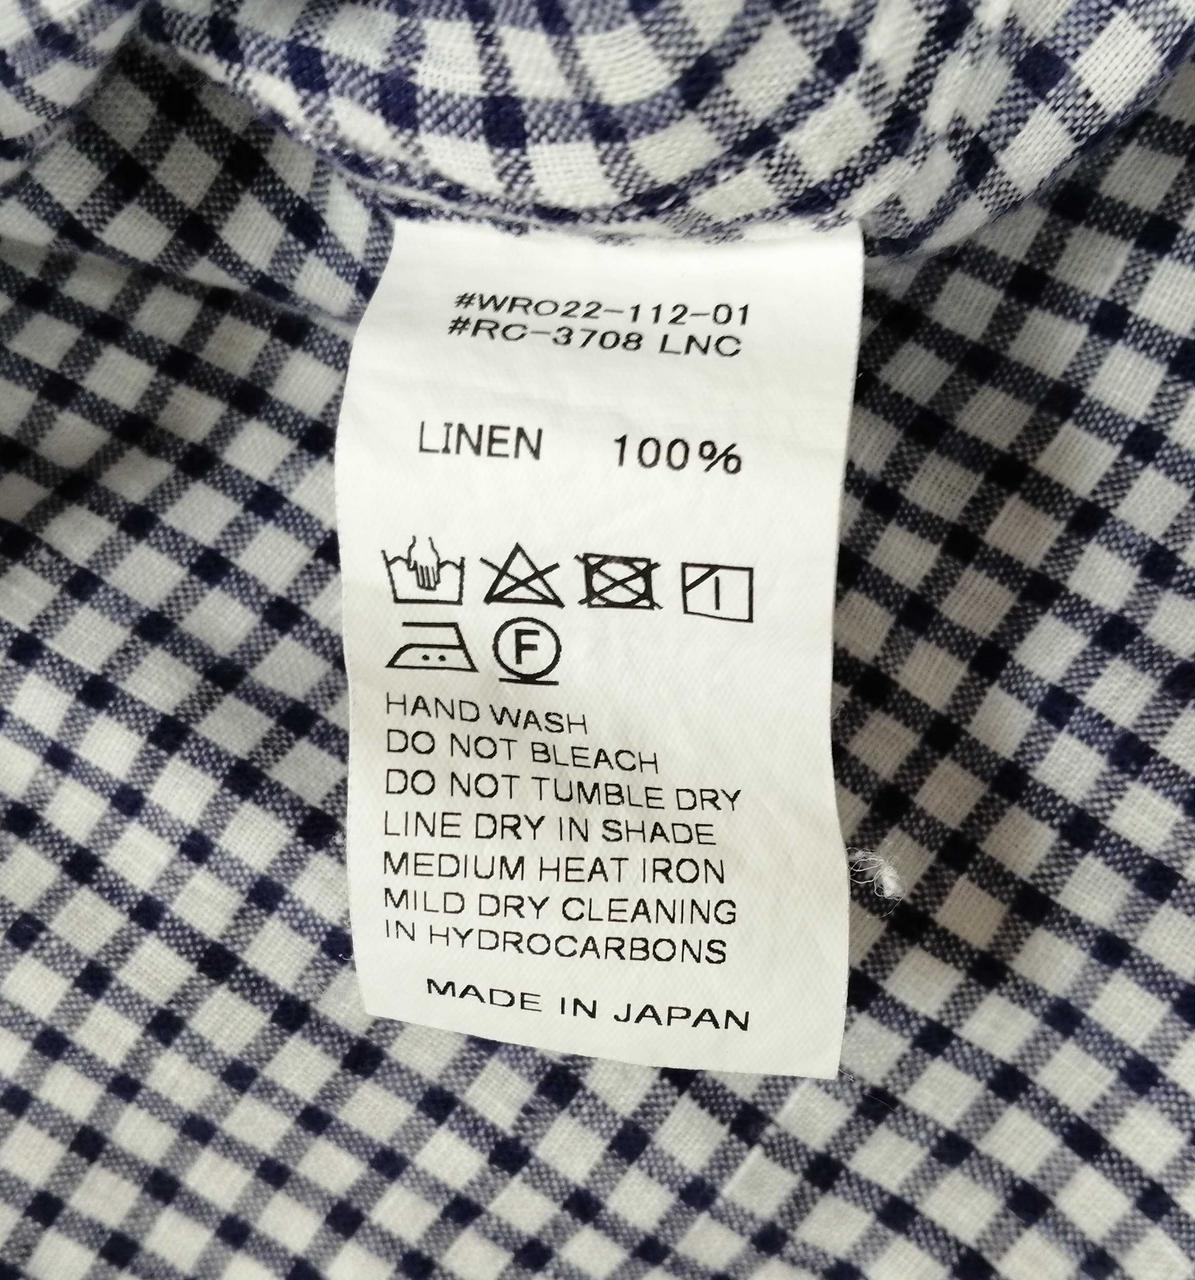 #WRO22-112-01
#RC-3708 LNC
LINEN 100%
F
HAND WASH
DO NOT BLEACH
DO NOT TUMBLE DRY
LINE DRY IN SHADE
MEDIUM HEAT IRON
MILD DRY CLEANING
IN HYDROCARBONS
MADE IN JAPAN